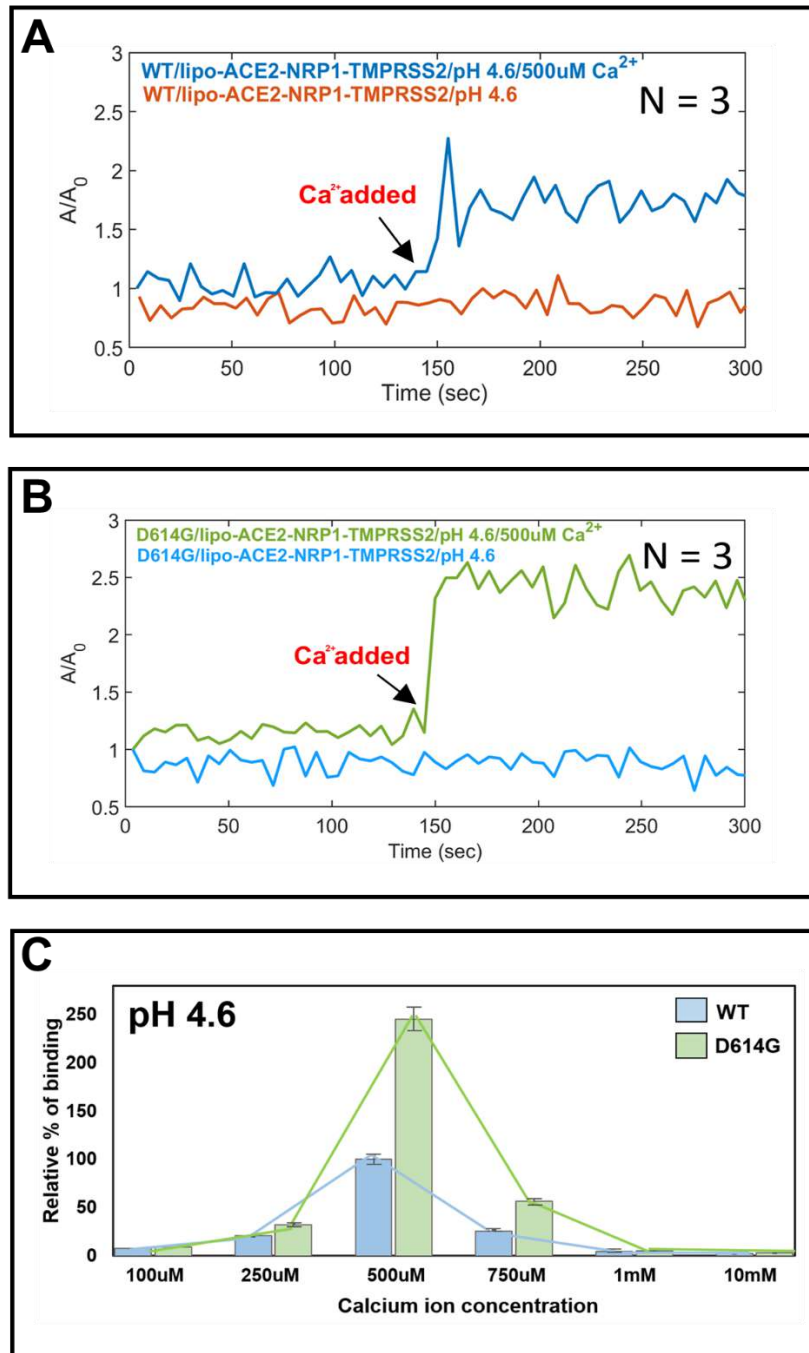 A
3
2.5
2
1.5
1
0.5
A/A0
WT/lipo-ACE2-NRP1-TMPRSS2/pH 4.6/500uM Ca2+
WT/lipo-ACE2-NRP1-TMPRSS2/pH 4.6
N = 3
Ca2+added
0 50 100 150 200 250 300
Time (sec)
B
3
2.5
2
1.5
1
0.5
A/A0
D614G/lipo-ACE2-NRP1-TMPRSS2/pH 4.6/500uM Ca2+
D614G/lipo-ACE2-NRP1-TMPRSS2/pH 4.6
N = 3
Ca2+added
0 50 100 150 200 250 300
Time (sec)
C
pH 4.6
WT
D614G
250
200
150
100
50
0
Relative % of binding
100uM 250uM 500uM 750uM 1mM 10mM
Calcium ion concentration